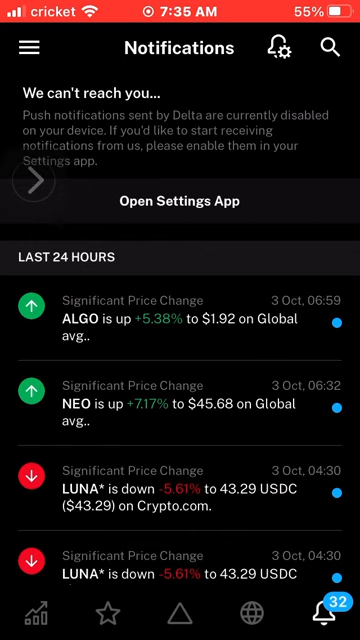 cricket 7:35 AM 55%
Notifications
We can't reach you...
Push notifications sent by Delta are currently disabled
on your device. If you'd like to start receiving
notifications from us, please enable them in your
Settings app.
Open Settings App
LAST 24 HOURS
Significant Price Change 3 Oct, 06:59
ALGO is up +5.38% to $1.92 on Global
avg..
Significant Price Change 3 Oct, 06:32
NEO is up +7.17% to $45.68 on Global
avg..
Significant Price Change 3 Oct, 04:30
LUNA* is down -5.61% to 43.29 USDC
($43.29) on Crypto.com.
Significant Price Change 3 Oct, 04:30
LUNA* is down -5.61% to 43.29 USDC
32